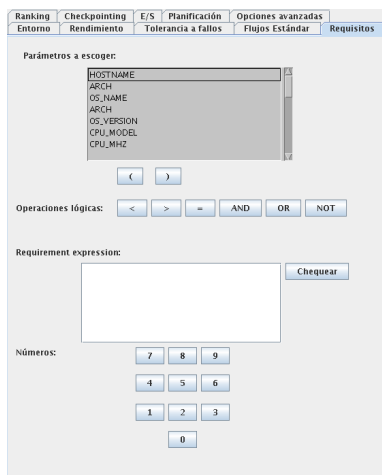 Ranking Checkpointing E/S Planificación Opciones avanzadas
Entorno Rendimiento Tolerancia a fallos Flujos Estándar Requisitos
Parámetros a escoger:
HOSTNAME
ARCH
OS_NAME
ARCH
OS_VERSION
CPU_MODEL
CPU_MHZ
( )
Operaciones lógicas: < > = AND OR NOT
Requirement expression:
Chequear
Números: 7 8 9
4 5 6
1 2 3
0